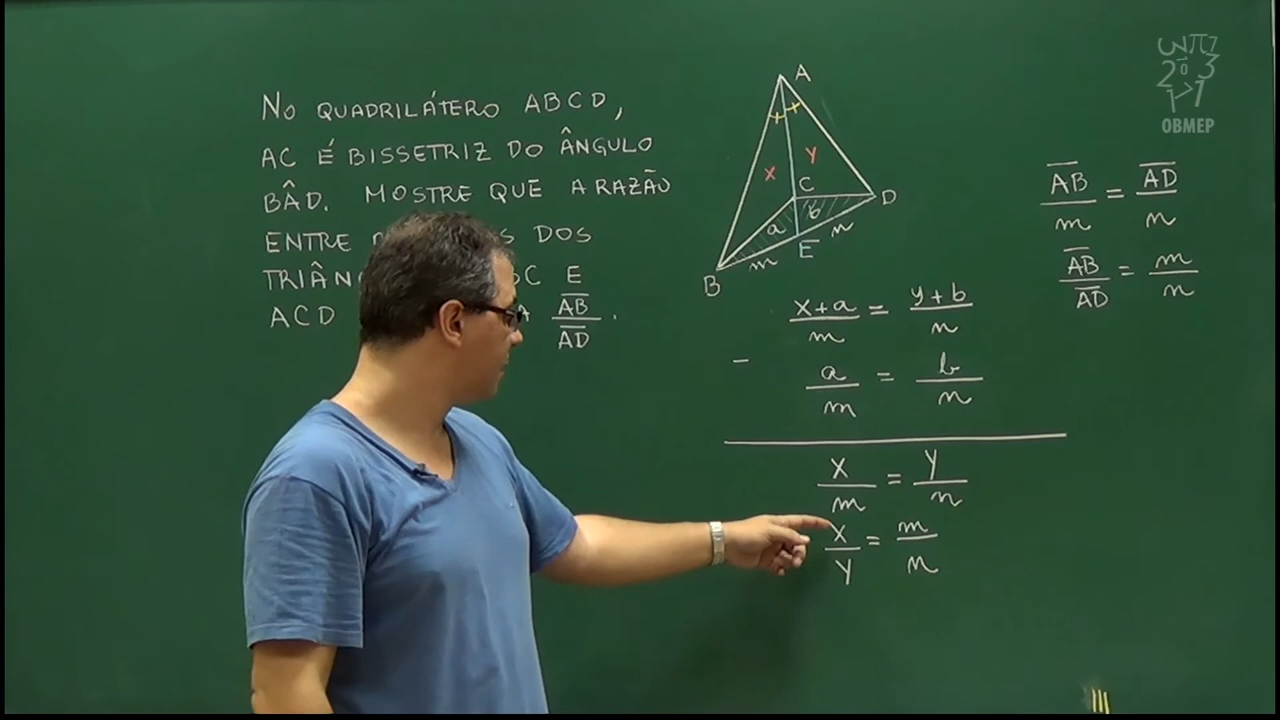 NO QUADRILÁTERO ABCD,
AC É BISSETRIZ DO ÂNGULO
BÂD. MOSTRE QUE A RAZÃO
ENTRE DOS
E
ACD A AB/AD.
A
x
y
C
D
a
b
E
m
n
B
x+a/m = y+b/n
−
a/m = b/n
x/m = y/n
x/y = m/n
AB/m = AD/n
AB/AD = m/n
OBMEP